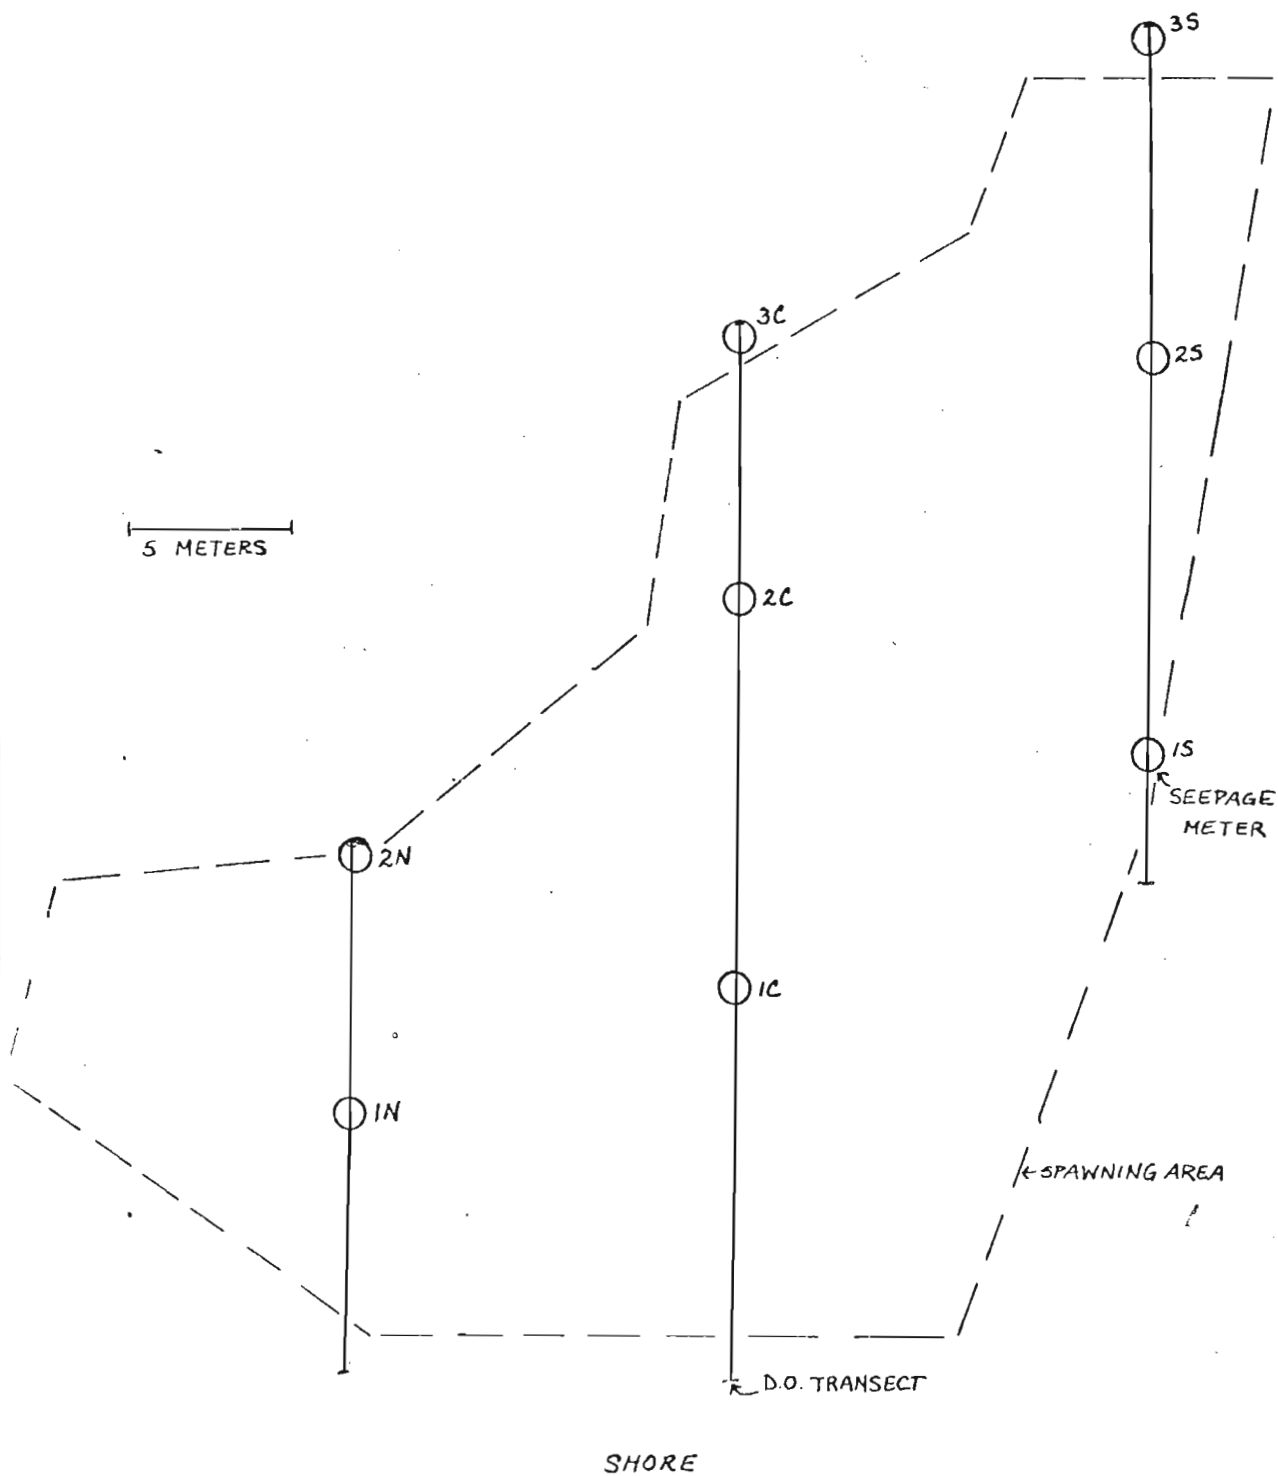 3S
3C
2S
5 METERS
2C
1S
SEEPAGE
METER
2N
1C
1N
SPAWNING AREA
D.O. TRANSECT
SHORE